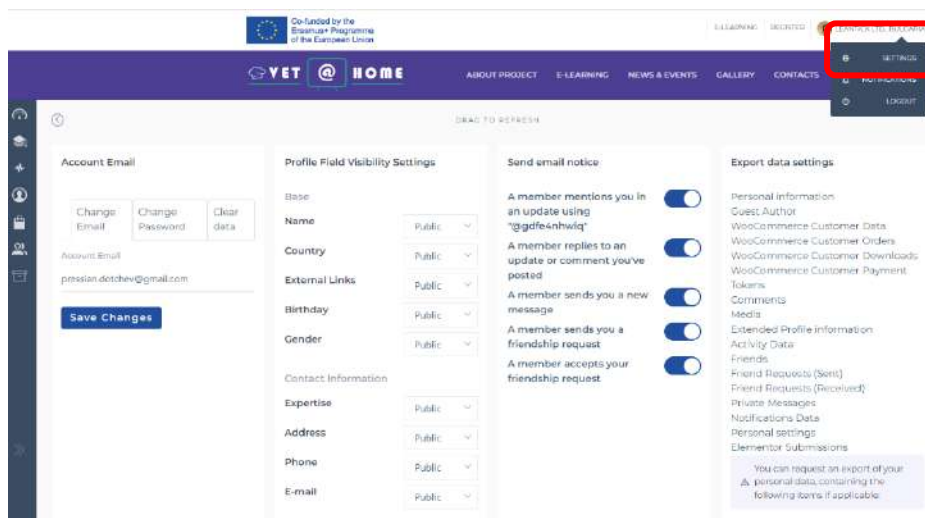 Co-funded by the
Erasmus+ Programme
of the European Union
E-LEARNING
VET @ HOME
ABOUT PROJECT
E-LEARNING
NEWS & EVENTS
GALLERY
CONTACTS
SETTINGS
NOTIFICATIONS
LOGOUT
DRAG TO REFRESH
Account Email
Change
Email
Change
Password
Clear
data
Account Email
pressian.dotchev@gmail.com
Save Changes
Profile Field Visibility Settings
Base
Name
Public
Country
Public
External Links
Public
Birthday
Public
Gender
Public
Contact Information
Expertise
Public
Address
Public
Phone
Public
E-mail
Public
Send email notice
A member mentions you in
an update using
"@gdfe4nhwlq"
A member replies to an
update or comment you've
posted
A member sends you a new
message
A member sends you a
friendship request
A member accepts your
friendship request
Export data settings
Personal information
Guest Author
WooCommerce Customer Data
WooCommerce Customer Orders
WooCommerce Customer Downloads
WooCommerce Customer Payment
Tokens
Comments
Media
Extended Profile information
Activity Data
Friends
Friend Requests (Sent)
Friend Requests (Received)
Private Messages
Notifications Data
Personal settings
Elementor Submissions
You can request an export of your
personal data, containing the
following items if applicable: